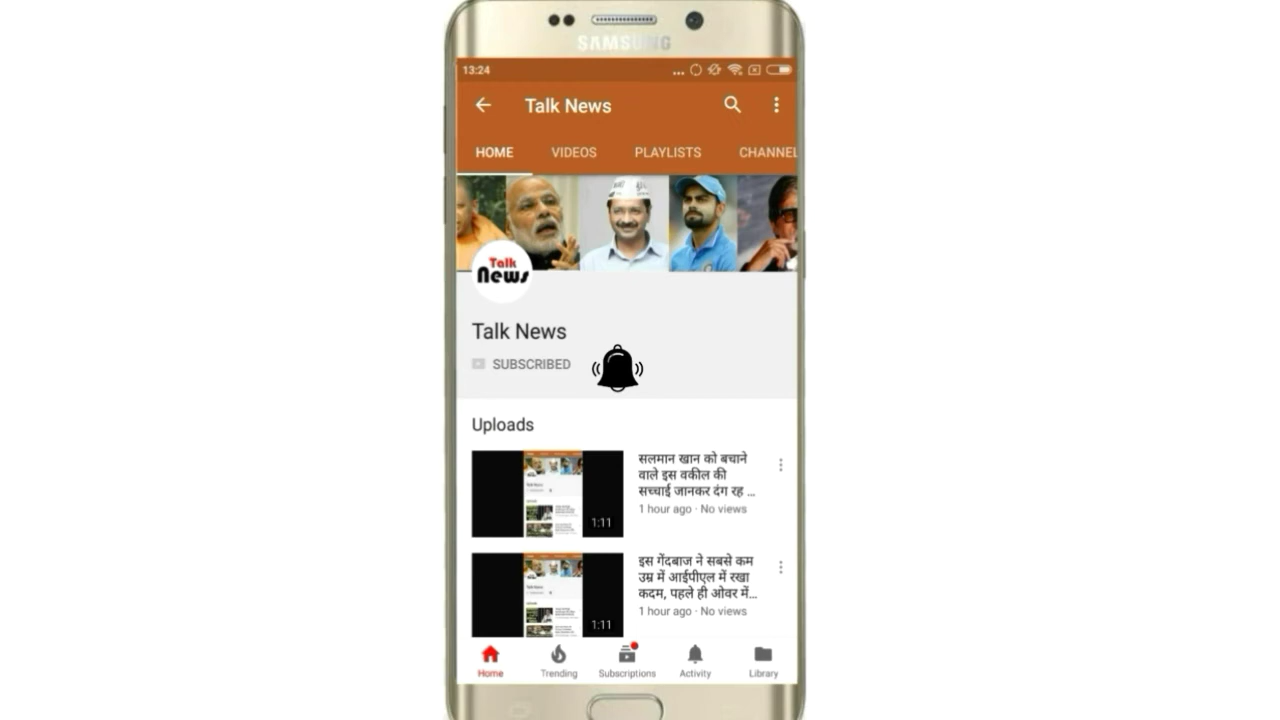 SAMSUNG
13:24
Talk News
HOME VIDEOS PLAYLISTS CHANNEL
Talk
News
Talk News
SUBSCRIBED
Uploads
सलमान खान को बचाने
वाले इस वकील की
सच्चाई जानकर दंग रह ...
1 hour ago · No views
1:11
इस गेंदबाज ने सबसे कम
उम्र में आईपीएल में रखा
कदम, पहले ही ओवर में...
1 hour ago · No views
1:11
Home Trending Subscriptions Activity Library